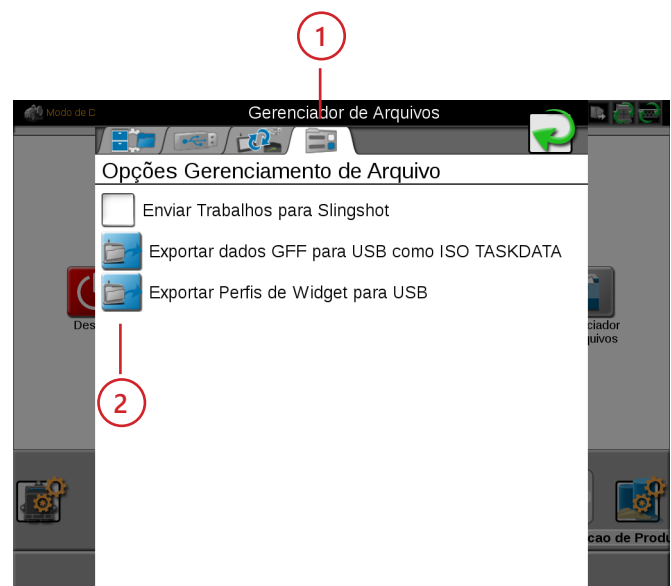 1
Modo de D
Gerenciador de Arquivos
Opções Gerenciamento de Arquivo
Enviar Trabalhos para Slingshot
Exportar dados GFF para USB como ISO TASKDATA
Exportar Perfis de Widget para USB
Des
ciador
quivos
2
cao de Produ